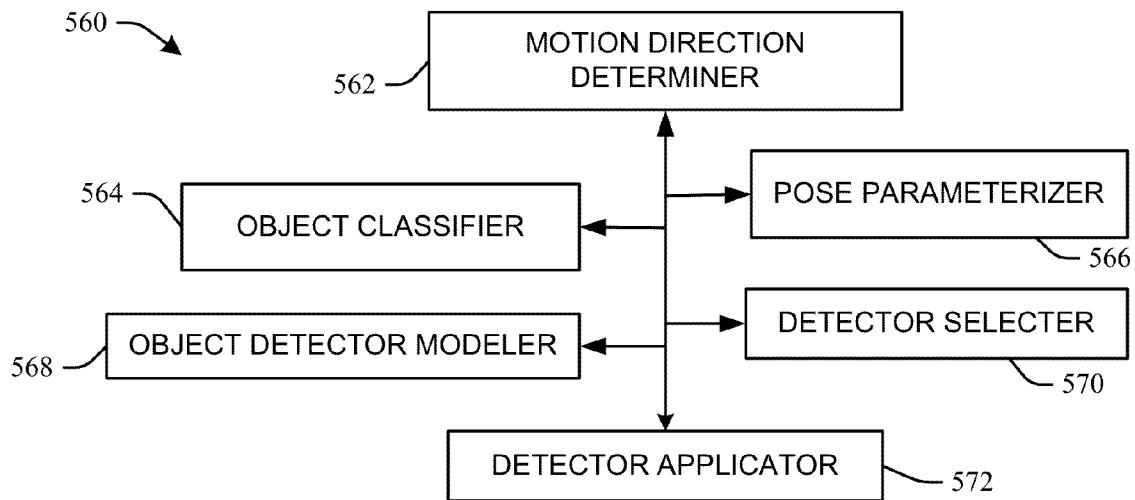 560
MOTION DIRECTION
DETERMINER
562
POSE PARAMETERIZER
564
OBJECT CLASSIFIER
566
DETECTOR SELECTER
OBJECT DETECTOR MODELER
568
570
DETECTOR APPLICATOR
572